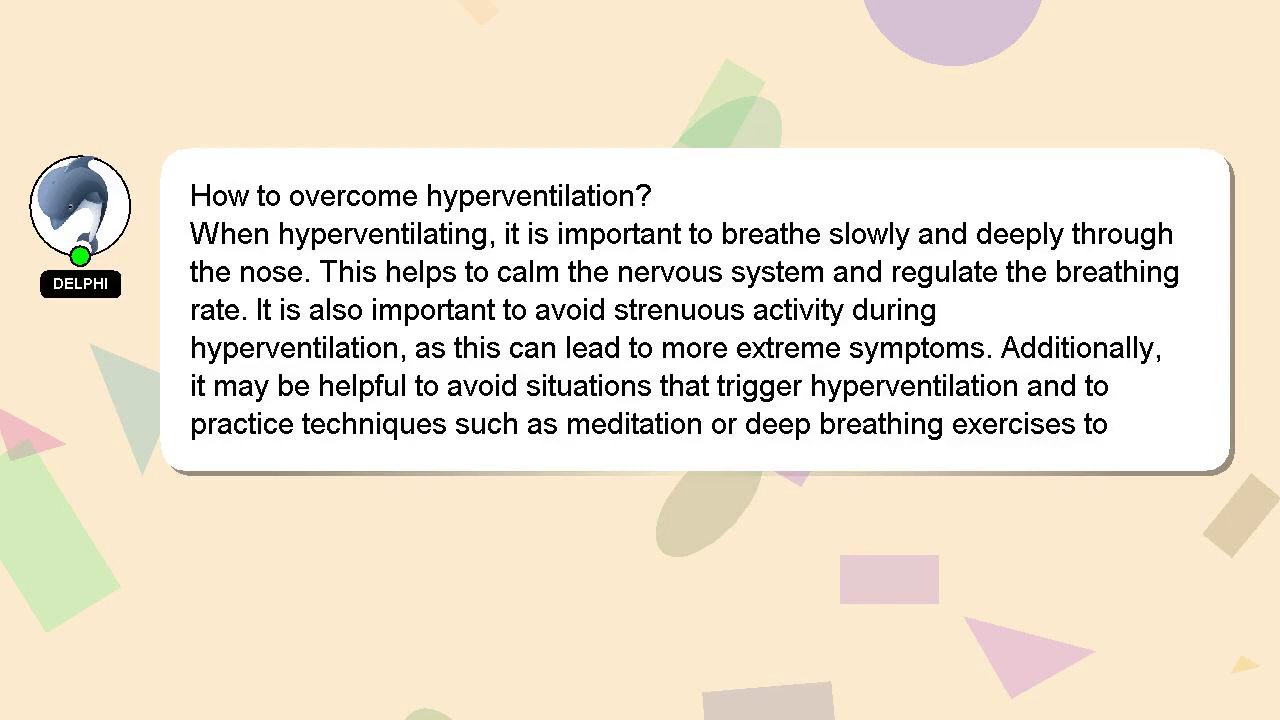 DELPHI
How to overcome hyperventilation?
When hyperventilating, it is important to breathe slowly and deeply through
the nose. This helps to calm the nervous system and regulate the breathing
rate. It is also important to avoid strenuous activity during
hyperventilation, as this can lead to more extreme symptoms. Additionally,
it may be helpful to avoid situations that trigger hyperventilation and to
practice techniques such as meditation or deep breathing exercises to